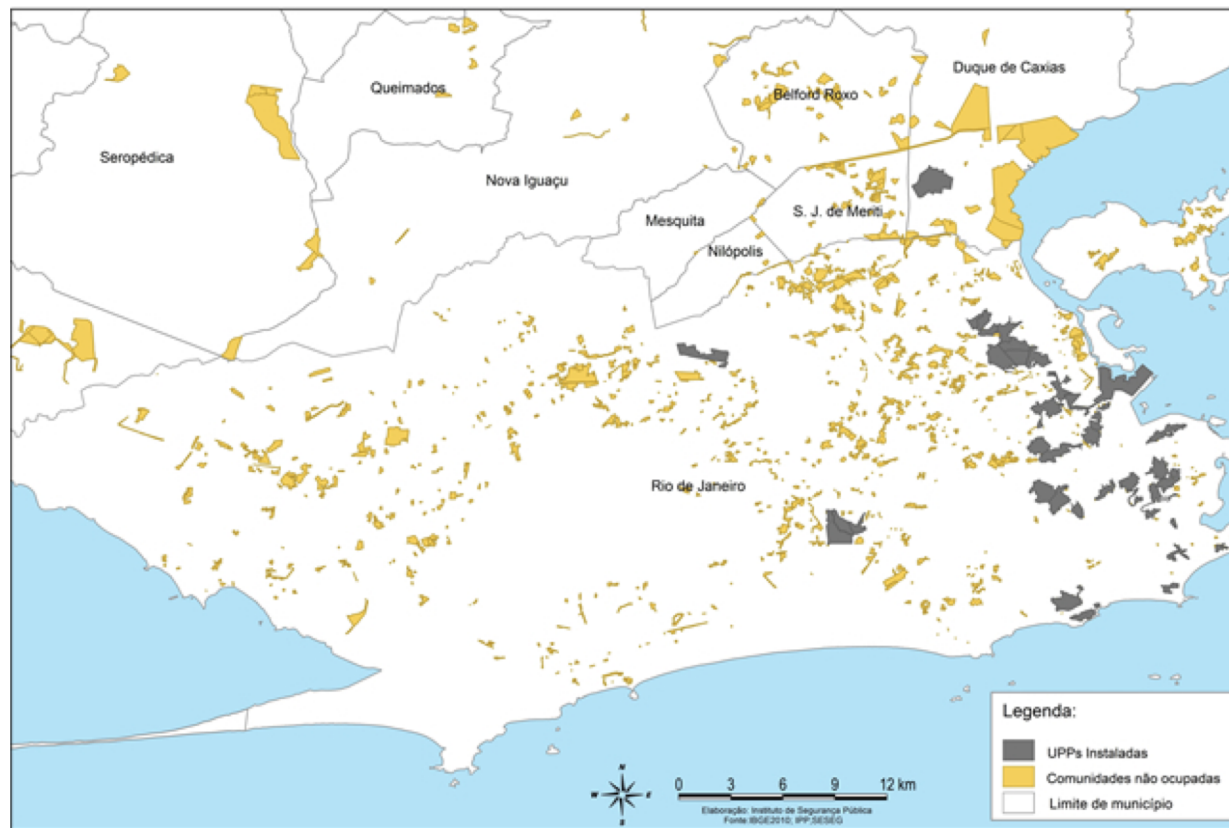 Duque de Caxias
Queimados
Belford Roxo
Seropédica
Nova Iguaçu
Mesquita
S. J. de Meriti
Nilópolis
Rio de Janeiro
Legenda:
UPPs Instaladas
Comunidades não ocupadas
Limite de município
N
W E
S
0 3 6 9 12 km
Elaboração: Instituto de Segurança Pública
Fonte:IBGE2010; IPP;SESEG